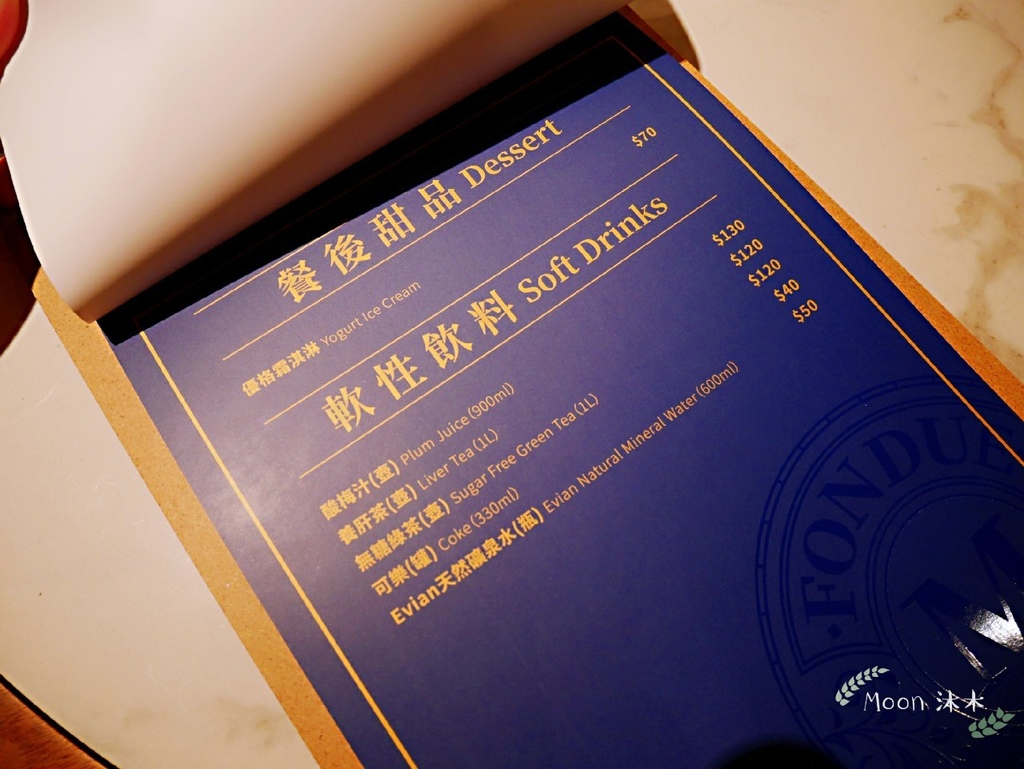 餐後甜品 Dessert
優格霜淇淋 Yogurt Ice Cream $70
軟性飲料 Soft Drinks
酸梅汁(壺) Plum Juice (900ml) $130
養肝茶(壺) Liver Tea (1L) $120
無糖綠茶(壺) Sugar Free Green Tea (1L) $120
可樂(罐) Coke (330ml) $40
Evian天然礦泉水(瓶) Evian Natural Mineral Water (600ml) $50
·FONDUE
M
Moon 沐木